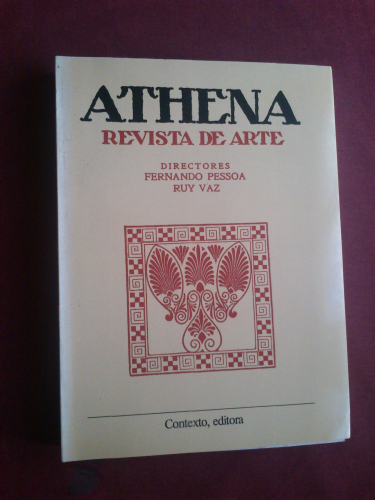 ATHENA
REVISTA DE ARTE
DIRECTORES
FERNANDO PESSOA
RUY VAZ
Contexto, editora